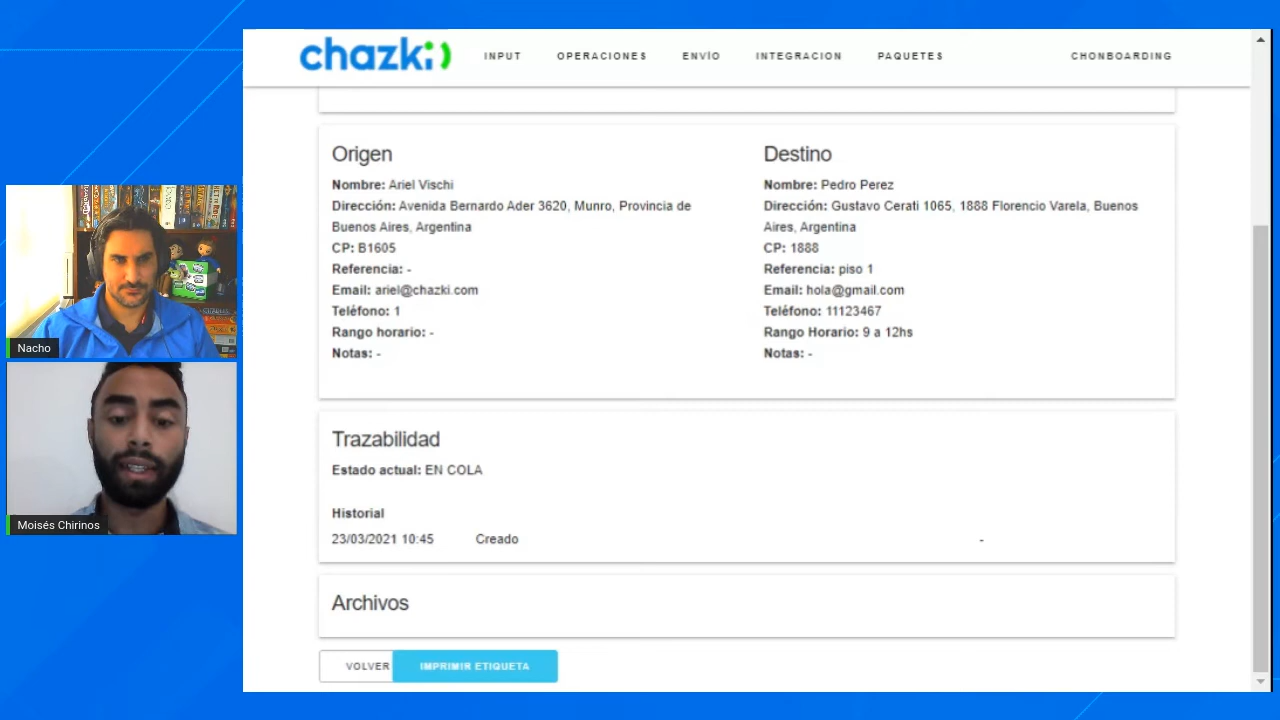 chazki
INPUT
OPERACIONES
ENVÍO
INTEGRACION
PAQUETES
CHONBOARDING
Origen
Nombre: Ariel Vischi
Dirección: Avenida Bernardo Ader 3620, Munro, Provincia de
Buenos Aires, Argentina
CP: B1605
Referencia: -
Email: ariel@chazki.com
Teléfono: 1
Rango horario: -
Notas: -
Destino
Nombre: Pedro Perez
Dirección: Gustavo Cerati 1065, 1888 Florencio Varela, Buenos
Aires, Argentina
CP: 1888
Referencia: piso 1
Email: hola@gmail.com
Teléfono: 11123467
Rango Horario: 9 a 12hs
Notas: -
Trazabilidad
Estado actual: EN COLA
Historial
23/03/2021 10:45 Creado -
Archivos
VOLVER
IMPRIMIR ETIQUETA
Nacho
Moisés Chirinos